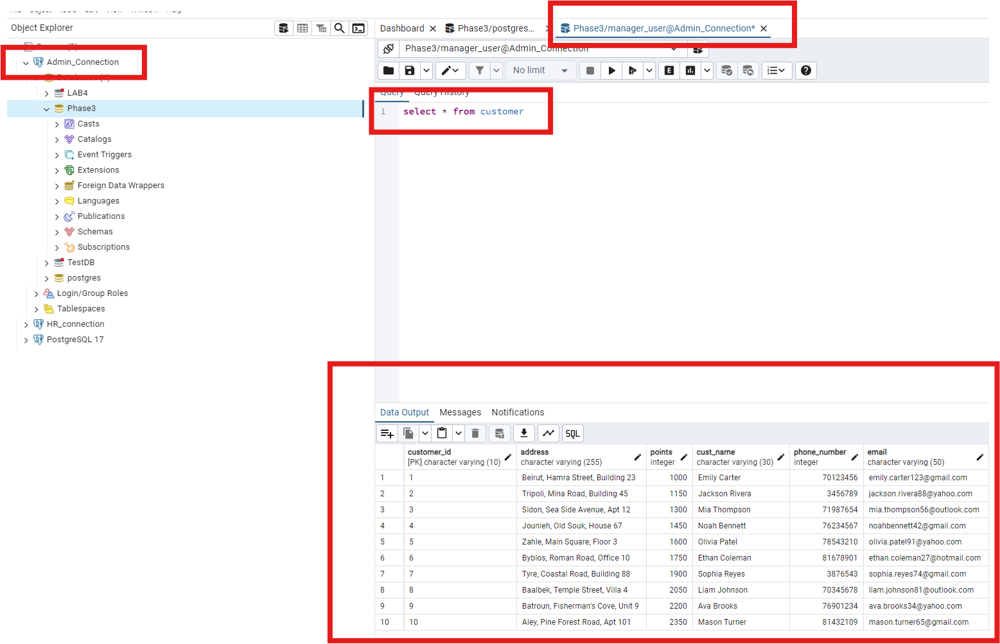 Object Explorer
Dashboard
Phase3/postgres...
Phase3/manager_user@Admin_Connection*
Admin_Connection
LAB4
Phase3
Casts
Catalogs
Event Triggers
Extensions
Foreign Data Wrappers
Languages
Publications
Schemas
Subscriptions
TestDB
postgres
Login/Group Roles
Tablespaces
HR_connection
PostgreSQL 17
Phase3/manager_user@Admin_Connection
No limit
E
Query Query History
1 select * from customer
Data Output Messages Notifications
SQL
customer_id address points cust_name phone_number email
[PK] character varying (10) character varying (255) integer character varying (30) integer character varying (50)
1 1 Beirut, Hamra Street, Building 23 1000 Emily Carter 70123456 emily.carter123@gmail.com
2 2 Tripoli, Mina Road, Building 45 1150 Jackson Rivera 3456789 jackson.rivera88@yahoo.com
3 3 Sidon, Sea Side Avenue, Apt 12 1300 Mia Thompson 71987654 mia.thompson56@outlook.com
4 4 Jounieh, Old Souk, House 67 1450 Noah Bennett 76234567 noahbennett42@gmail.com
5 5 Zahle, Main Square, Floor 3 1600 Olivia Patel 78543210 olivia.patel91@yahoo.com
6 6 Byblos, Roman Road, Office 10 1750 Ethan Coleman 81678901 ethan.coleman27@hotmail.com
7 7 Tyre, Coastal Road, Building 88 1900 Sophia Reyes 3876543 sophia.reyes74@gmail.com
8 8 Baalbek, Temple Street, Villa 4 2050 Liam Johnson 70345678 liam.johnson81@outlook.com
9 9 Batroun, Fisherman’s Cove, Unit 9 2200 Ava Brooks 76901234 ava.brooks34@yahoo.com
10 10 Aley, Pine Forest Road, Apt 101 2350 Mason Turner 81432109 mason.turner65@gmail.com